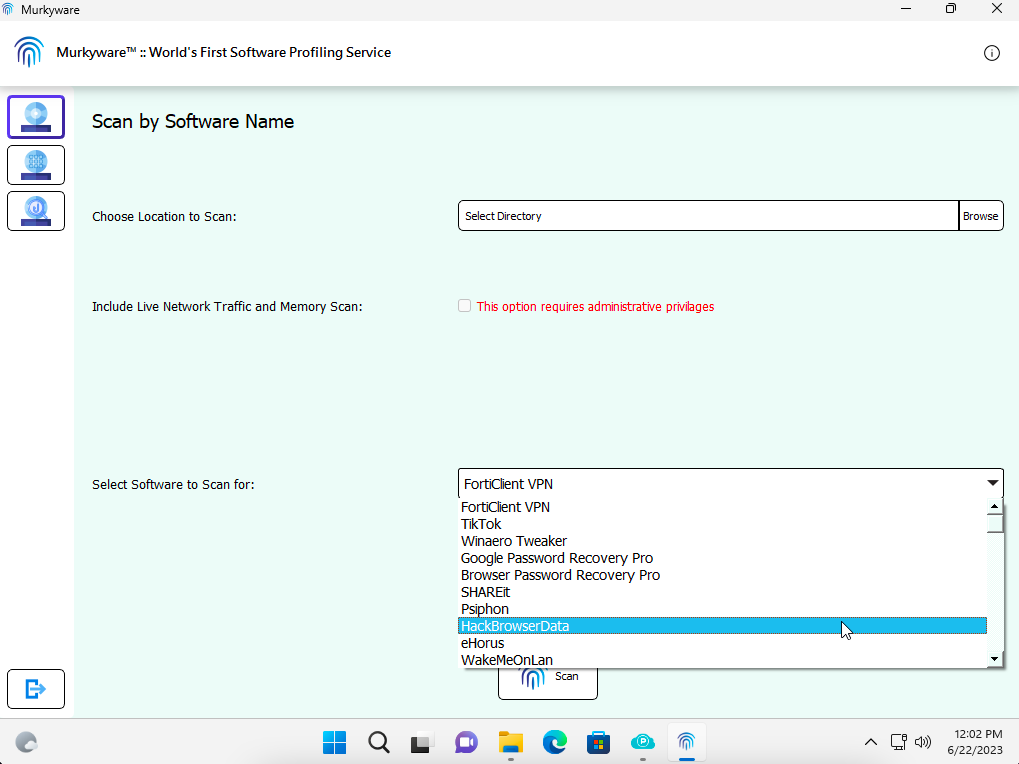 Murkyware
Murkyware™ :: World's First Software Profiling Service
Scan by Software Name
Choose Location to Scan:
Select Directory
Browse
Include Live Network Traffic and Memory Scan:
This option requires administrative privilages
Select Software to Scan for:
FortiClient VPN
FortiClient VPN
TikTok
Winaero Tweaker
Google Password Recovery Pro
Browser Password Recovery Pro
SHAREit
Psiphon
HackBrowserData
eHorus
WakeMeOnLan
Scan
12:02 PM
6/22/2023